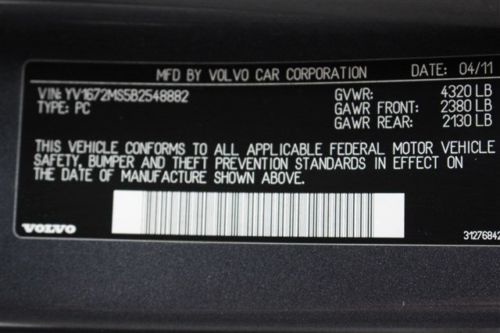 MFD BY VOLVO CAR CORPORATION DATE: 04/11
VIN: YV1672MS5B2548882 GVWR: 4320 LB
TYPE: PC GAWR FRONT: 2380 LB
GAWR REAR: 2130 LB
THIS VEHICLE CONFORMS TO ALL APPLICABLE FEDERAL MOTOR VEHICLE
SAFETY, BUMPER AND THEFT PREVENTION STANDARDS IN EFFECT ON
THE DATE OF MANUFACTURE SHOWN ABOVE.
VOLVO 31276842